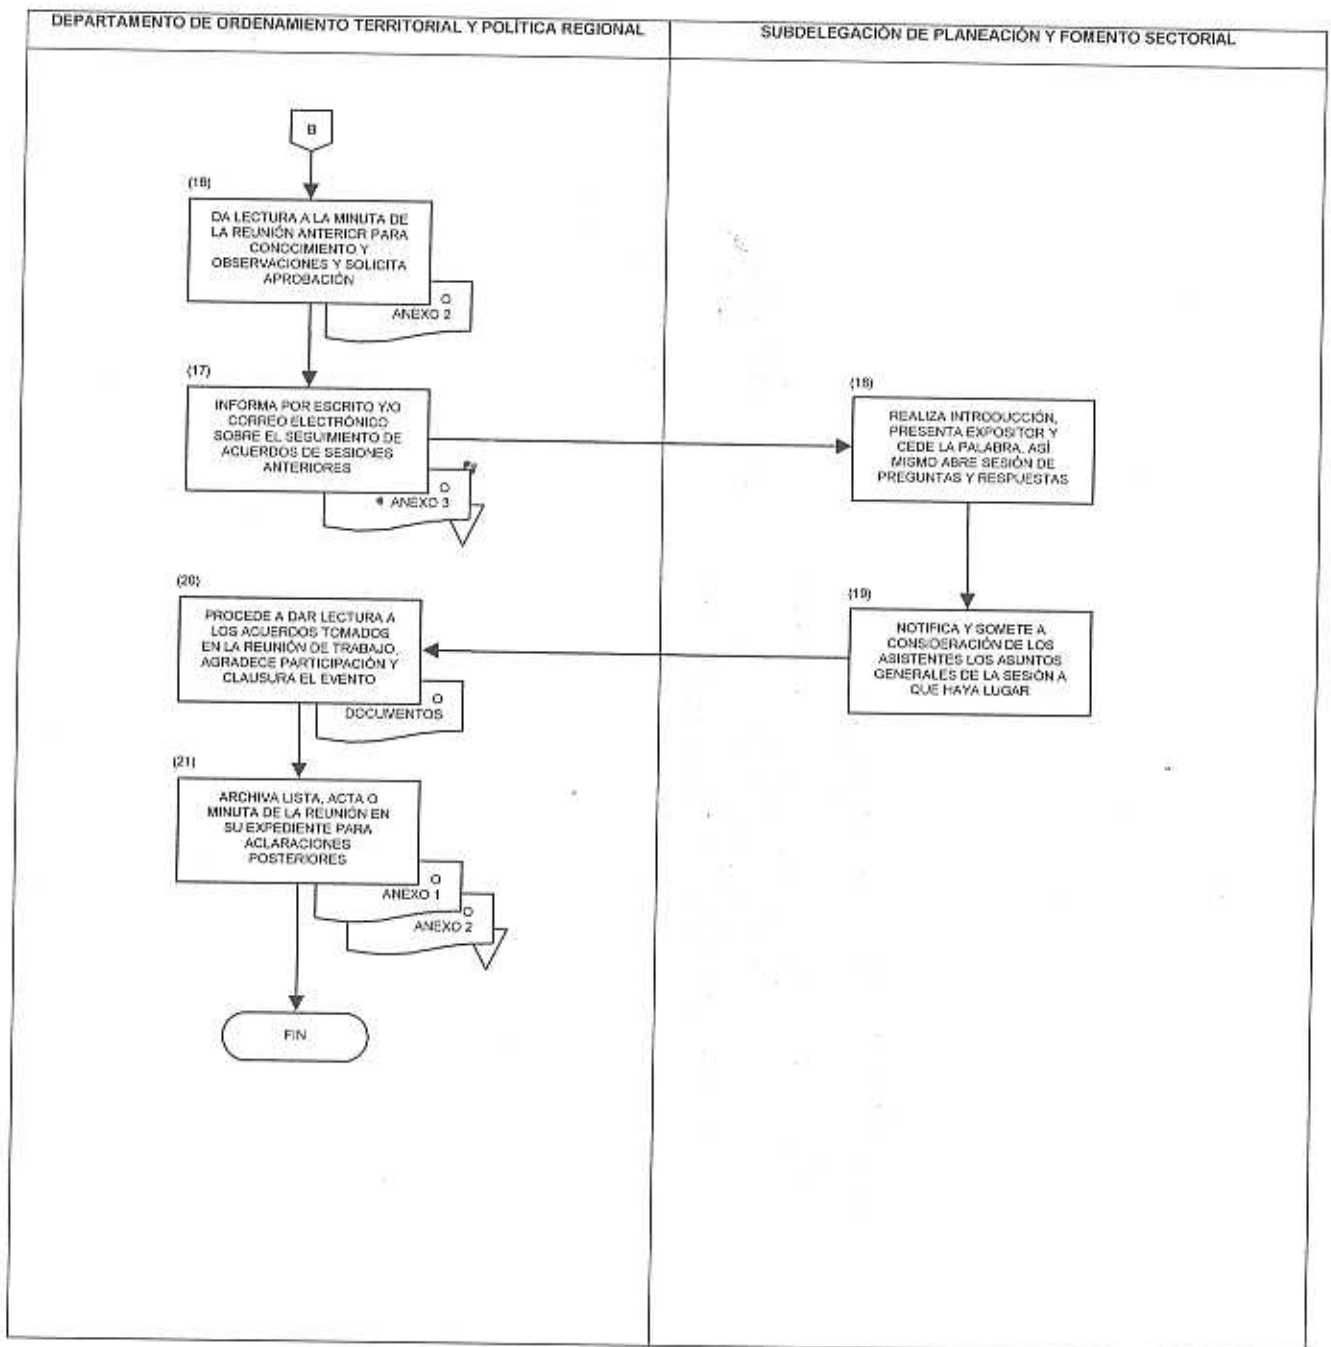 DEPARTAMENTO DE ORDENAMIENTO TERRITORIAL Y POLÍTICA REGIONAL
SUBDELEGACIÓN DE PLANEACIÓN Y FOMENTO SECTORIAL
B
(16)
DA LECTURA A LA MINUTA DE
LA REUNIÓN ANTERIOR PARA
CONOCIMIENTO Y
OBSERVACIONES Y SOLICITA
APROBACIÓN
O
ANEXO 2
(17)
INFORMA POR ESCRITO Y/O
CORREO ELECTRÓNICO
SOBRE EL SEGUIMIENTO DE
ACUERDOS DE SESIONES
ANTERIORES
O
ANEXO 3
(18)
REALIZA INTRODUCCIÓN,
PRESENTA EXPOSITOR Y
CEDE LA PALABRA, ASÍ
MISMO ABRE SESIÓN DE
PREGUNTAS Y RESPUESTAS
(19)
NOTIFICA Y SOMETE A
CONSIDERACIÓN DE LOS
ASISTENTES LOS ASUNTOS
GENERALES DE LA SESIÓN A
QUE HAYA LUGAR
(20)
PROCEDE A DAR LECTURA A
LOS ACUERDOS TOMADOS
EN LA REUNIÓN DE TRABAJO,
AGRADECE PARTICIPACIÓN Y
CLAUSURA EL EVENTO
O
DOCUMENTOS
(21)
ARCHIVA LISTA, ACTA O
MINUTA DE LA REUNIÓN EN
SU EXPEDIENTE PARA
ACLARACIONES
POSTERIORES
O
ANEXO 1
O
ANEXO 2
FIN